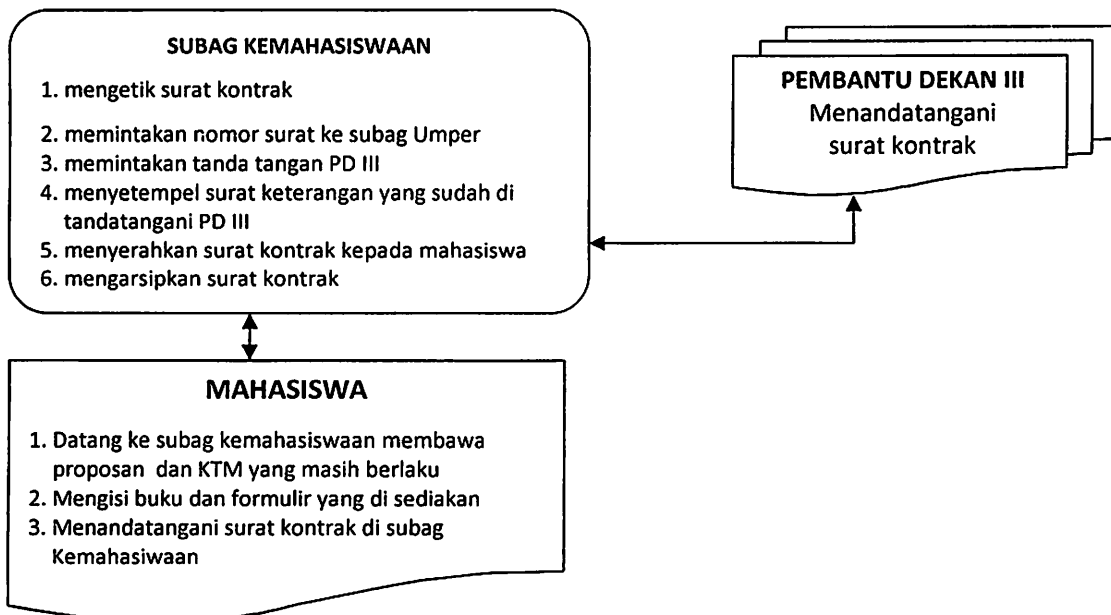 SUBAG KEMAHASISWAAN
1. mengetik surat kontrak
2. memintakan nomor surat ke subag Umper
3. memintakan tanda tangan PD III
4. menyetempel surat keterangan yang sudah di
tandatangani PD III
5. menyerahkan surat kontrak kepada mahasiswa
6. mengarsipkan surat kontrak
PEMBANTU DEKAN III
Menandatangani
surat kontrak
MAHASISWA
1. Datang ke subag kemahasiswaan membawa
proposan dan KTM yang masih berlaku
2. Mengisi buku dan formulir yang di sediakan
3. Menandatangani surat kontrak di subag
Kemahasiwaan